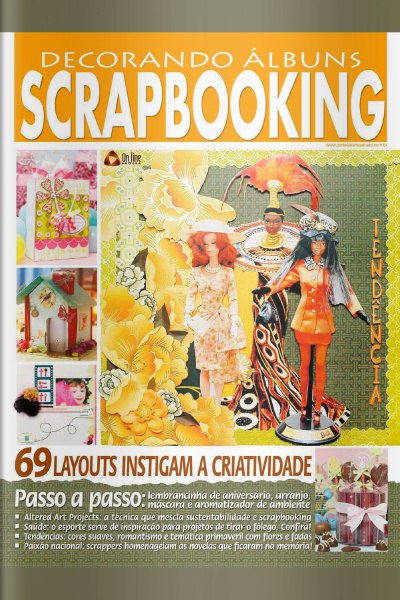 DECORANDO ÁLBUNS
SCRAPBOOKING
On line
TENDÊNCIA
69 LAYOUTS INSTIGAM A CRIATIVIDADE
Passo a passo: lembrancinha de aniversário, arranjo,
máscara e aromatizador de ambiente
▪ Altered Art Projects: a técnica que mescla sustentabilidade e scrapbooking
▪ Saúde: o esporte serve de inspiração para projetos de tirar o fôlego. Confira!
▪ Tendências: cores suaves, romantismo e temática primaveril com flores e fadas
▪ Paixão nacional: scrappers homenageiam as novelas que ficaram na memória!